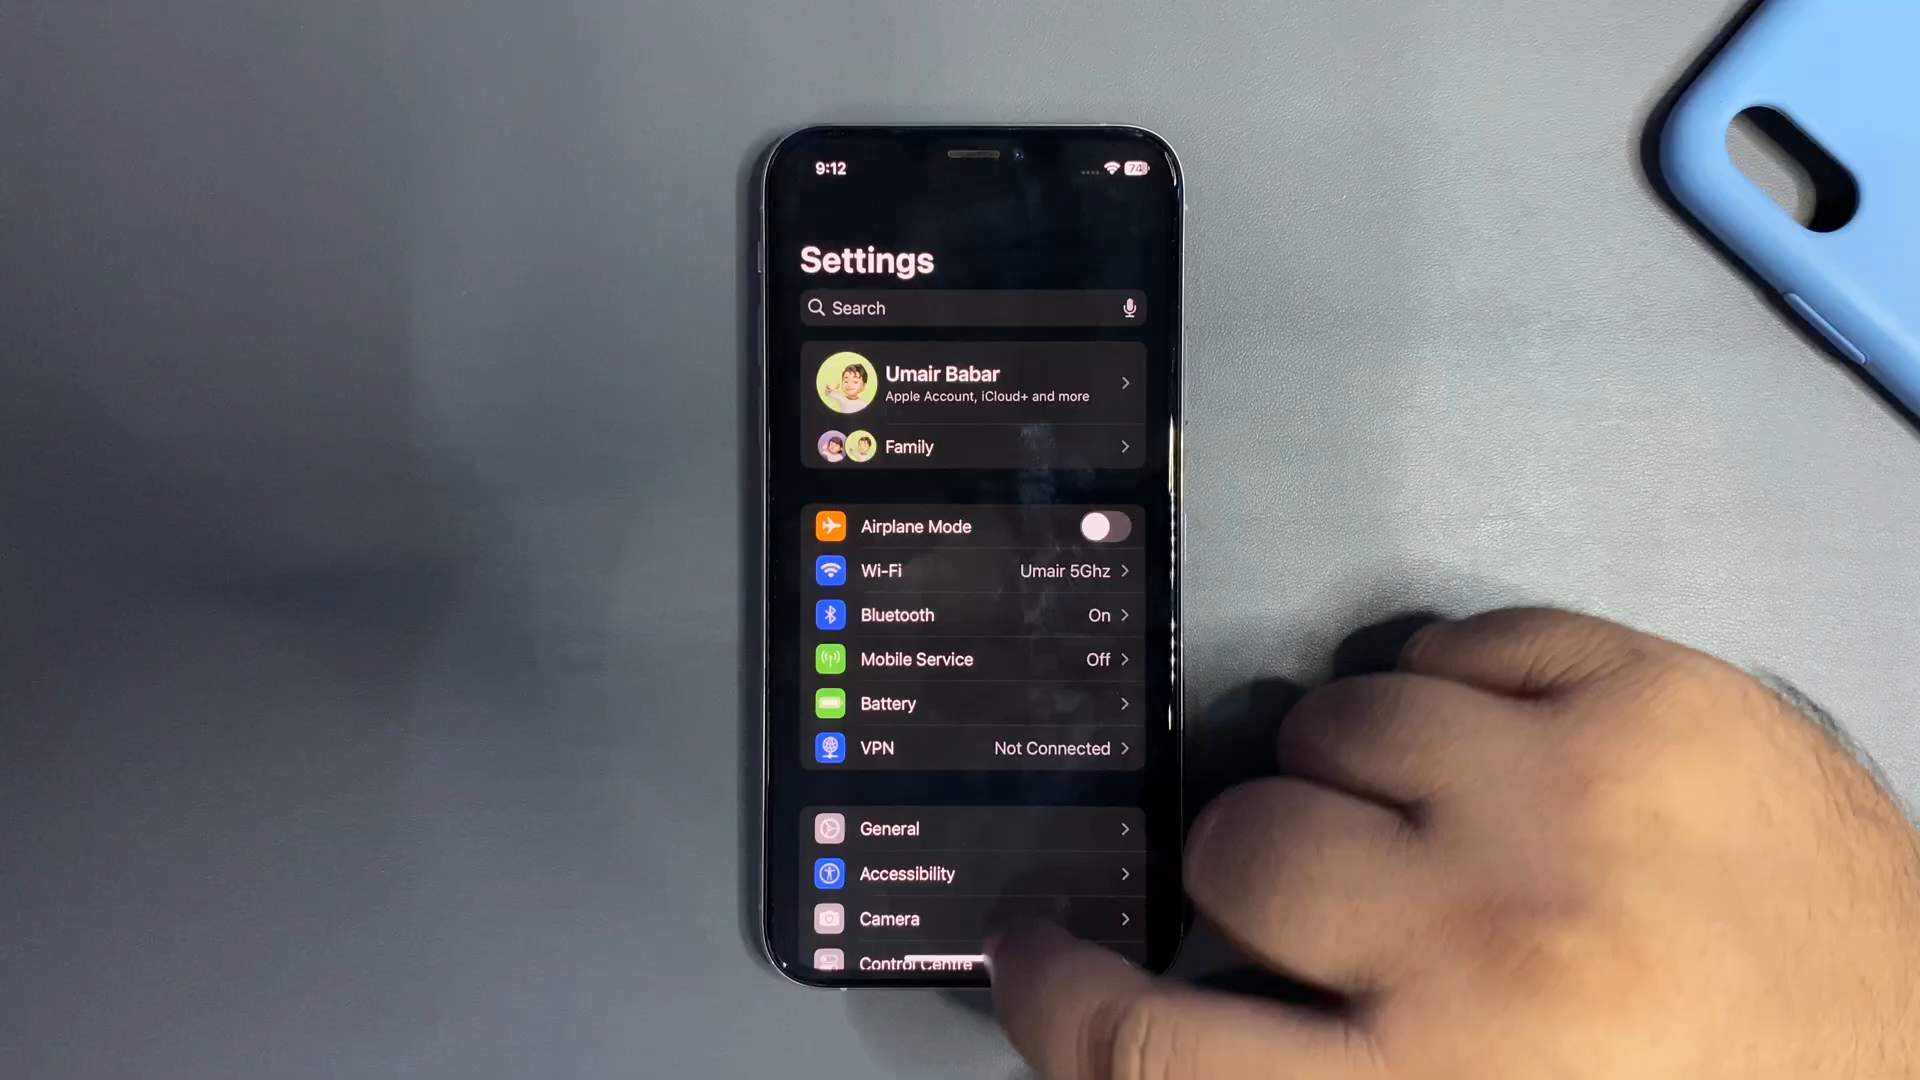 9:12
74
Settings
Search
Umair Babar
Apple Account, iCloud+ and more
Family
Airplane Mode
Wi-Fi Umair 5Ghz
Bluetooth On
Mobile Service Off
Battery
VPN Not Connected
General
Accessibility
Camera
Control Centre